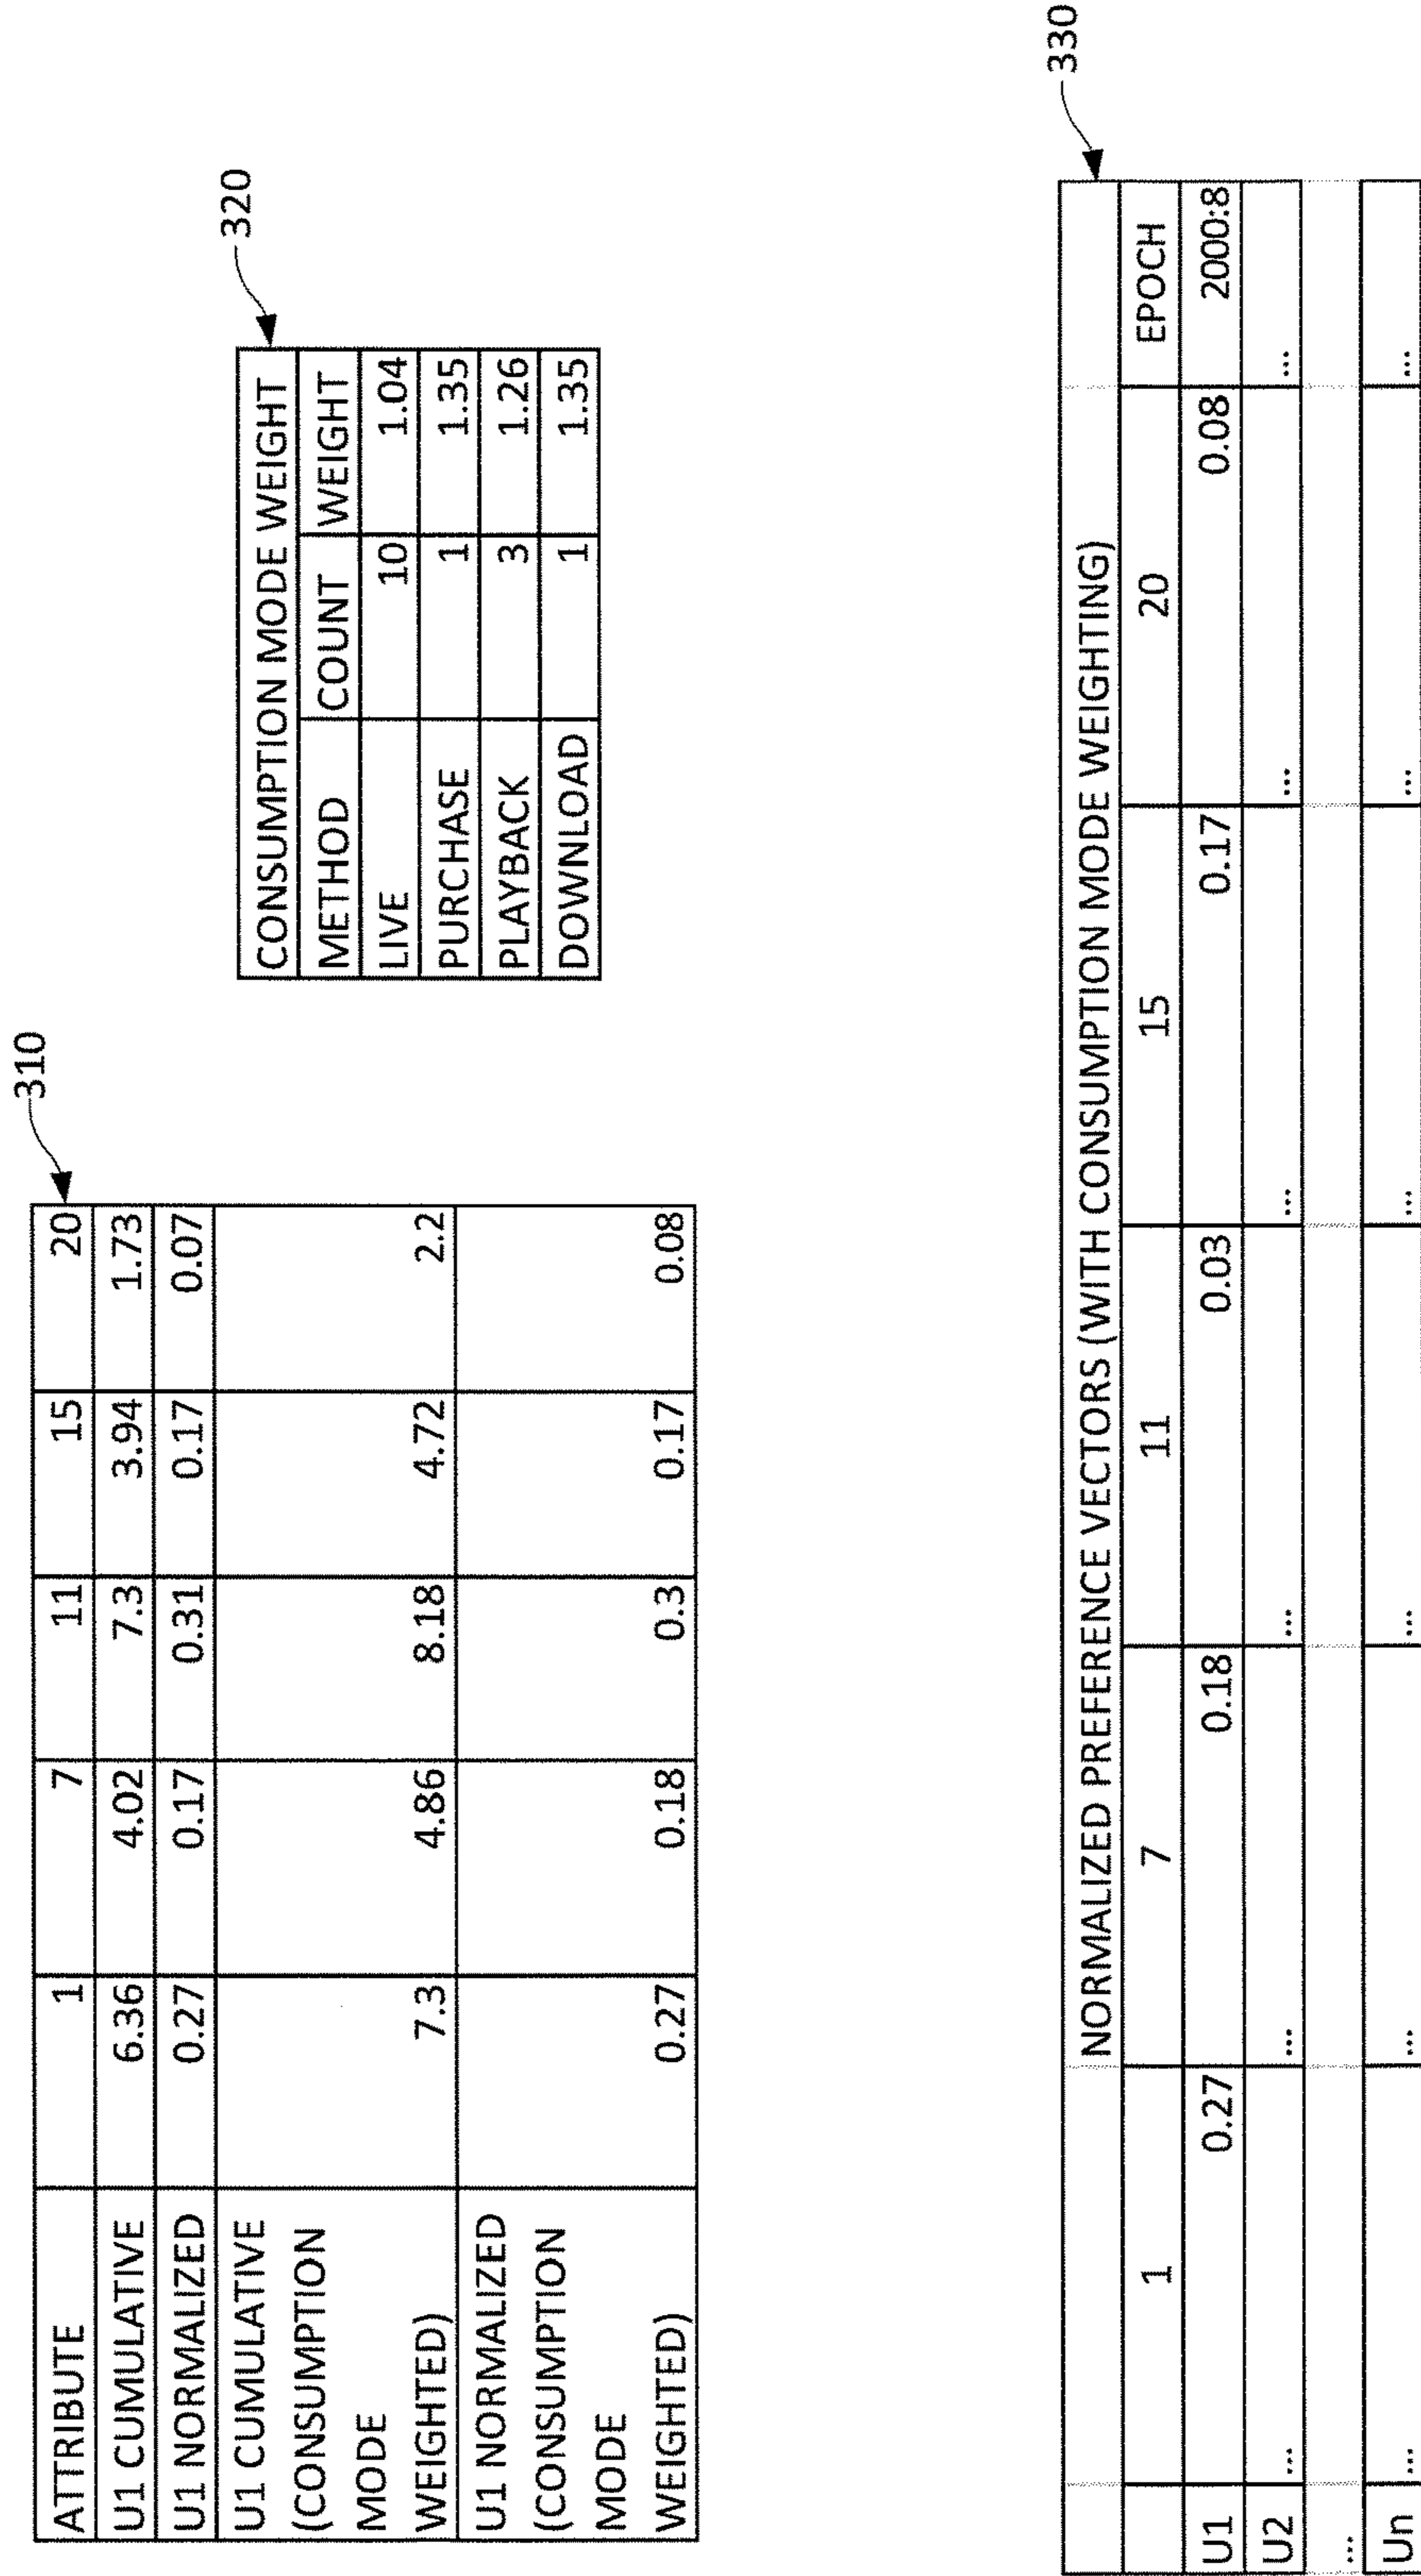 310
ATTRIBUTE 1 7 11 15 20
U1 CUMULATIVE 6.36 4.02 7.3 3.94 1.73
U1 NORMALIZED 0.27 0.17 0.31 0.17 0.07
U1 CUMULATIVE
(CONSUMPTION
MODE
WEIGHTED) 7.3 4.86 8.18 4.72 2.2
U1 NORMALIZED
(CONSUMPTION
MODE
WEIGHTED) 0.27 0.18 0.3 0.17 0.08
320
CONSUMPTION MODE WEIGHT
METHOD COUNT WEIGHT
LIVE 10 1.04
PURCHASE 1 1.35
PLAYBACK 3 1.26
DOWNLOAD 1 1.35
330
NORMALIZED PREFERENCE VECTORS (WITH CONSUMPTION MODE WEIGHTING)
1 7 11 15 20 EPOCH
U1 0.27 0.18 0.03 0.17 0.08 2000:8
U2 ... ... ... ... ... ...
...
Un ... ... ... ... ... ...